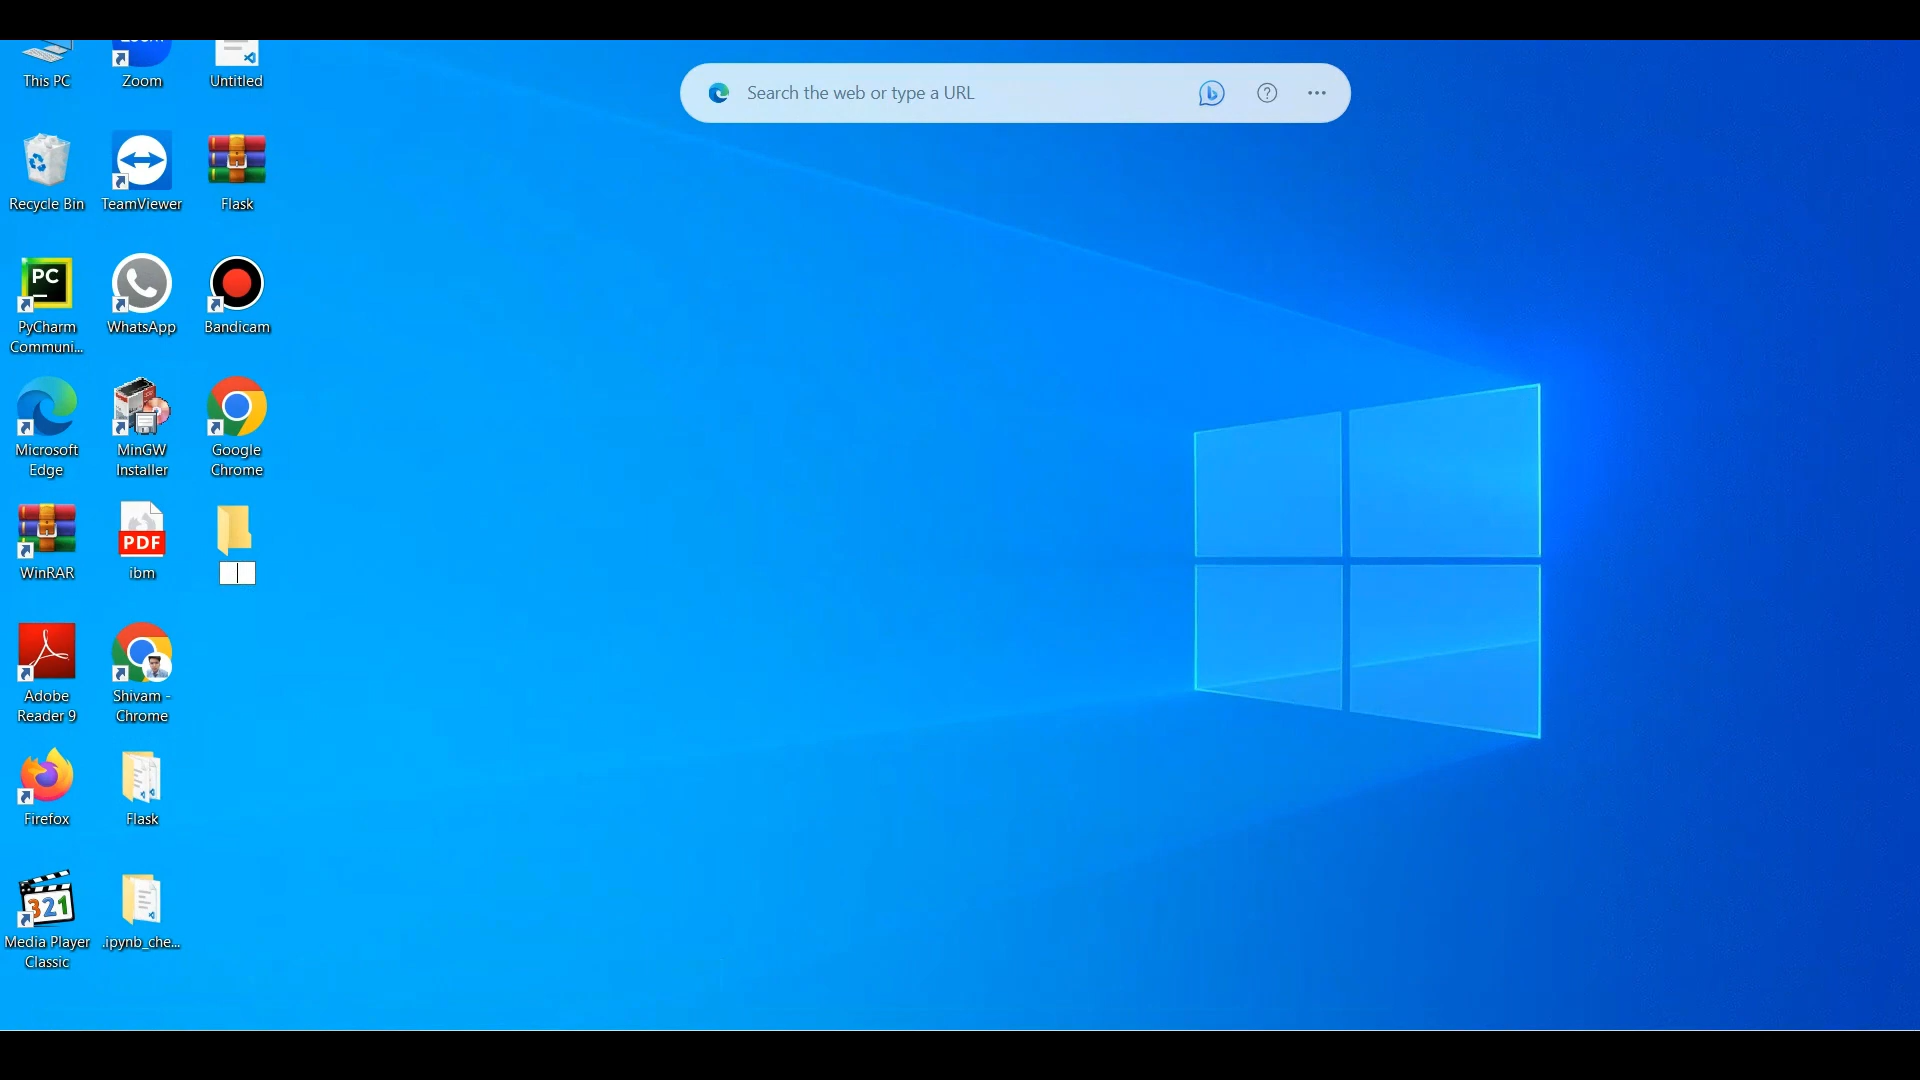 Search the web or type a URL
This PC
Zoom
Untitled
Recycle Bin
TeamViewer
Flask
PC
PyCharm
Communi...
WhatsApp
Bandicam
Microsoft
Edge
MinGW
Installer
Google
Chrome
WinRAR
PDF
ibm
Adobe
Reader 9
Shivam -
Chrome
Firefox
Flask
321
Media Player
Classic
.ipynb_che...